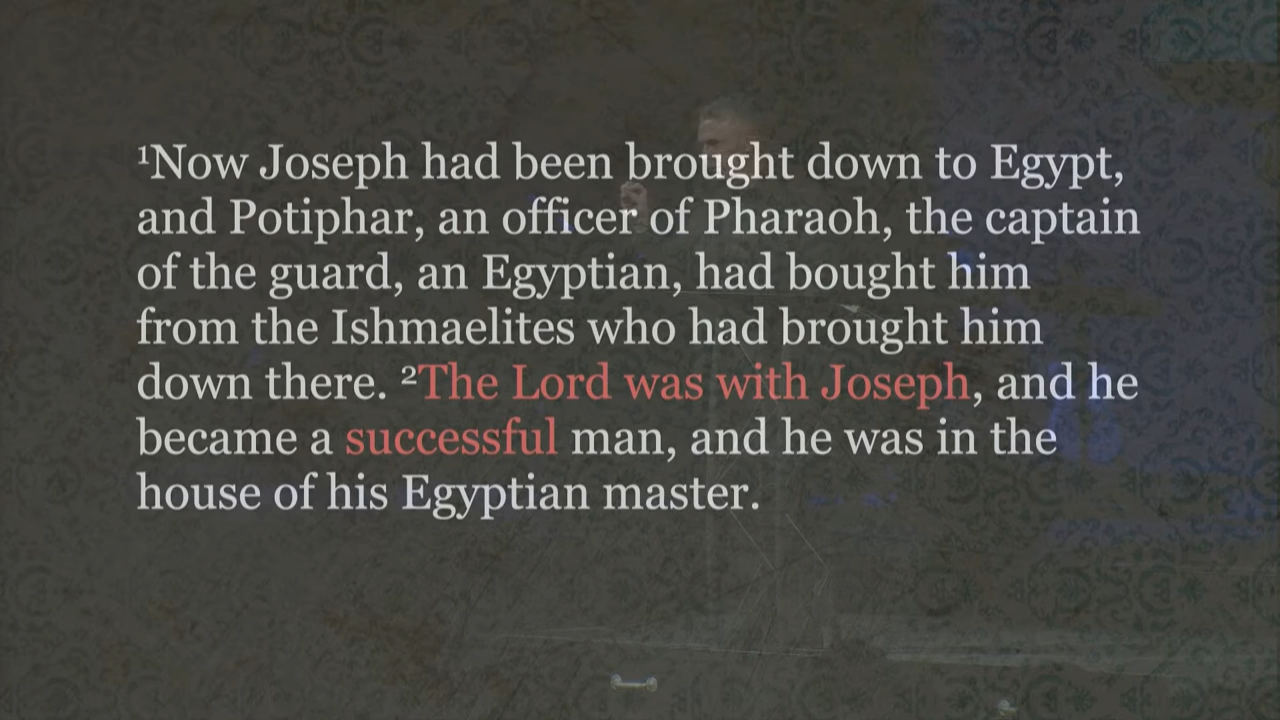 ¹Now Joseph had been brought down to Egypt,
and Potiphar, an officer of Pharaoh, the captain
of the guard, an Egyptian, had bought him
from the Ishmaelites who had brought him
down there. ²The Lord was with Joseph, and he
became a successful man, and he was in the
house of his Egyptian master.